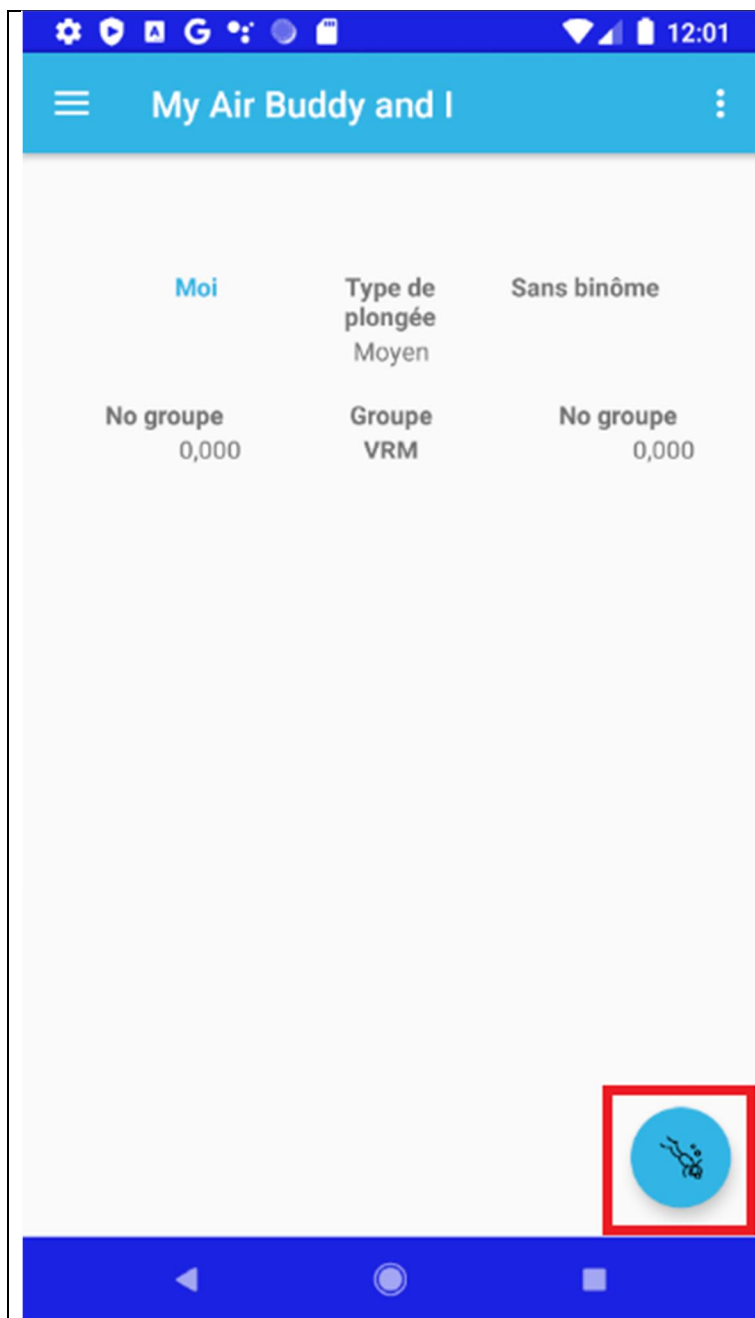 12:01
My Air Buddy and I
Moi Type de Sans binôme
plongée
Moyen
No groupe Groupe No groupe
0,000 VRM 0,000